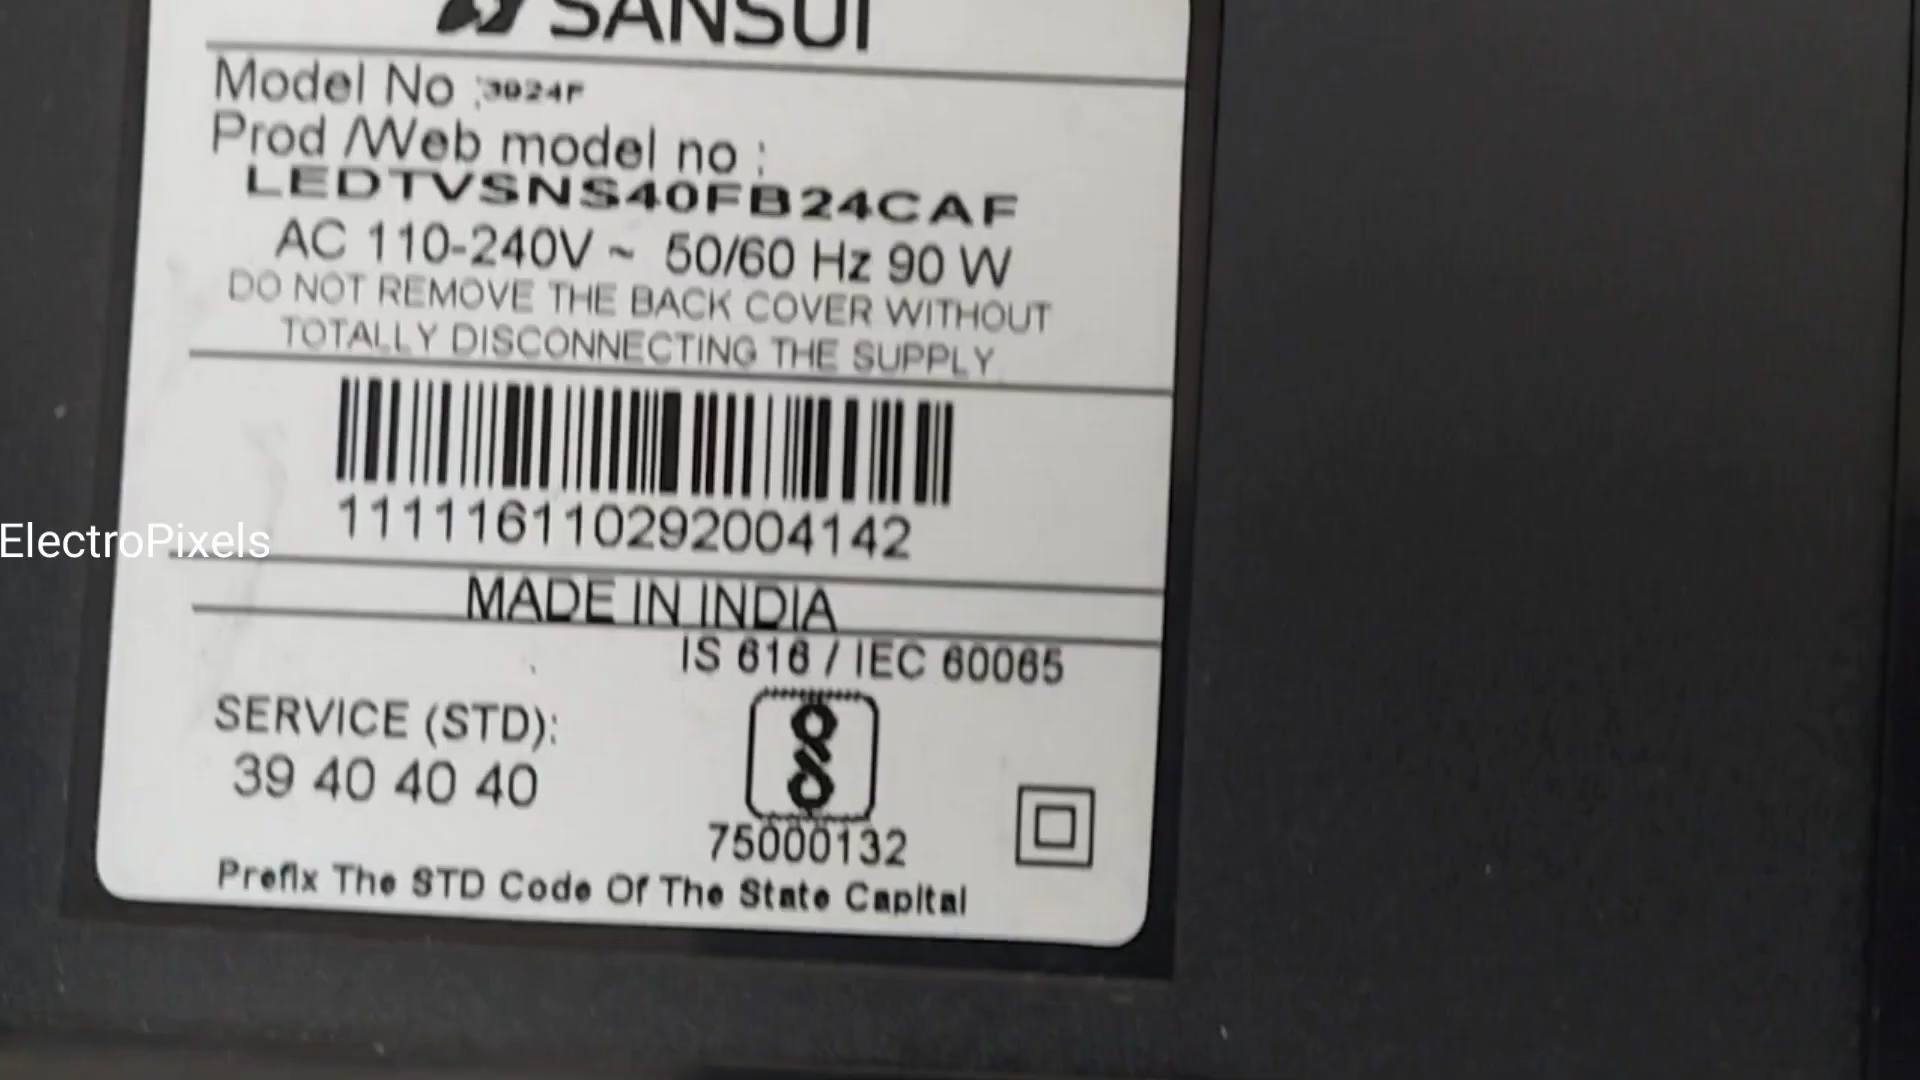 SANSUI
Model No :3924F
Prod /Web model no :
LEDTVSNS40FB24CAF
AC 110-240V ~ 50/60 Hz 90 W
DO NOT REMOVE THE BACK COVER WITHOUT
TOTALLY DISCONNECTING THE SUPPLY
111116110292004142
ElectroPixels
MADE IN INDIA
IS 616 / IEC 60065
SERVICE (STD):
39 40 40 40
75000132
Prefix The STD Code Of The State Capital